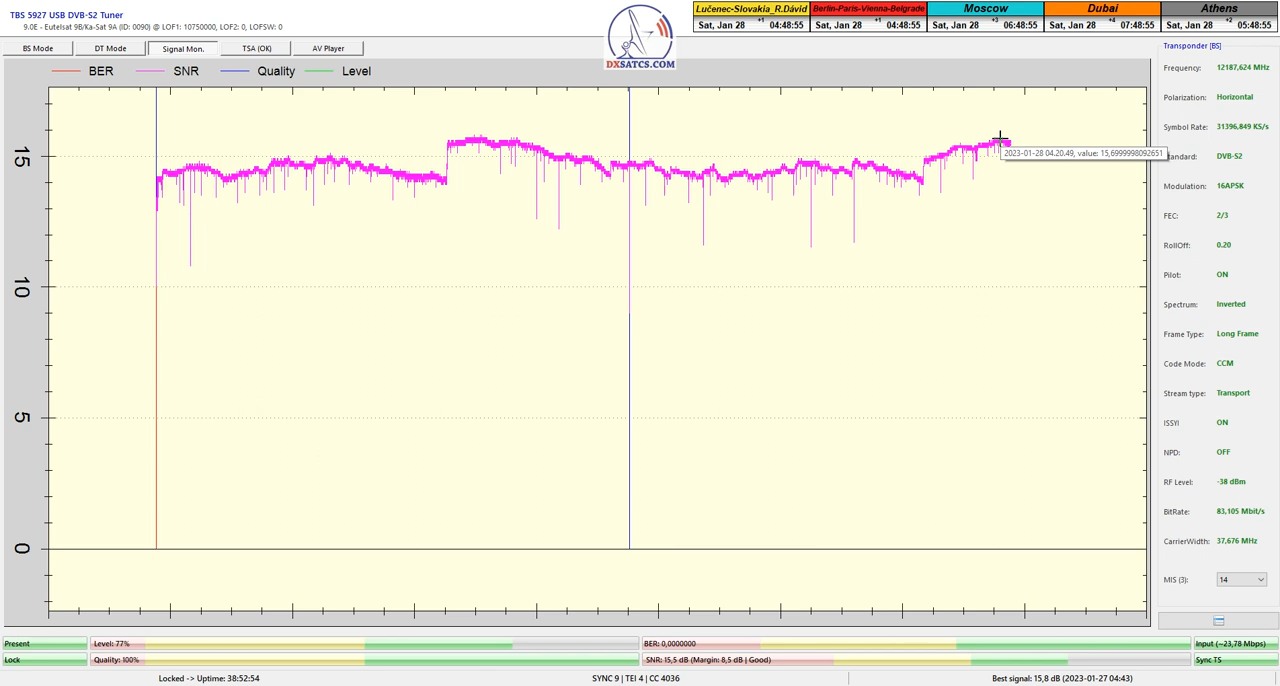 TBS 5927 USB DVB-S2 Tuner
9.0E - Eutelsat 9B/Ka-Sat 9A (ID: 0090) @ LOF1: 10750000, LOF2: 0, LOFSW: 0
DXSATCS.COM
Lučenec-Slovakia_R.Dávid
Sat, Jan 28 +1 04:48:55
Berlin-Paris-Vienna-Belgrade
Sat, Jan 28 +1 04:48:55
Moscow
Sat, Jan 28 +3 06:48:55
Dubai
Sat, Jan 28 +4 07:48:55
Athens
Sat, Jan 28 +2 05:48:55
BS Mode
DT Mode
Signal Mon.
TSA (OK)
AV Player
BER
SNR
Quality
Level
15
10
5
0
2023-01-28 04.20.49, value: 15,6999998092651
Transponder [BS]
Frequency: 12187,624 MHz
Polarization: Horizontal
Symbol Rate: 31396,849 KS/s
tandard: DVB-S2
Modulation: 16APSK
FEC: 2/3
RollOff: 0.20
Pilot: ON
Spectrum: Inverted
Frame Type: Long Frame
Code Mode: CCM
Stream type: Transport
ISSYI ON
NPD: OFF
RF Level: -38 dBm
BitRate: 83,105 Mbit/s
CarrierWidth: 37,676 MHz
MIS (3): 14
Present
Level: 77%
BER: 0,0000000
Input (~23,78 Mbps)
Lock
Quality: 100%
SNR: 15,5 dB (Margin: 8,5 dB | Good)
Sync TS
Locked -> Uptime: 38:52:54
SYNC 9 | TEI 4 | CC 4036
Best signal: 15,8 dB (2023-01-27 04:43)